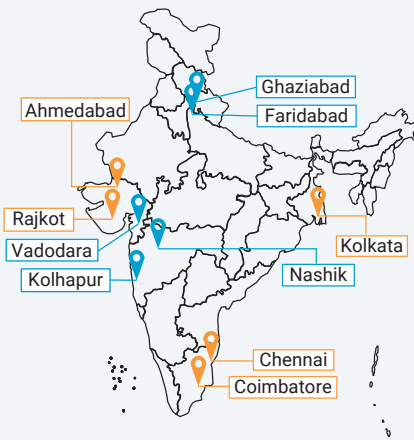 Ghaziabad
Ahmedabad
Faridabad
Rajkot
Kolkata
Vadodara
Nashik
Kolhapur
Chennai
Coimbatore